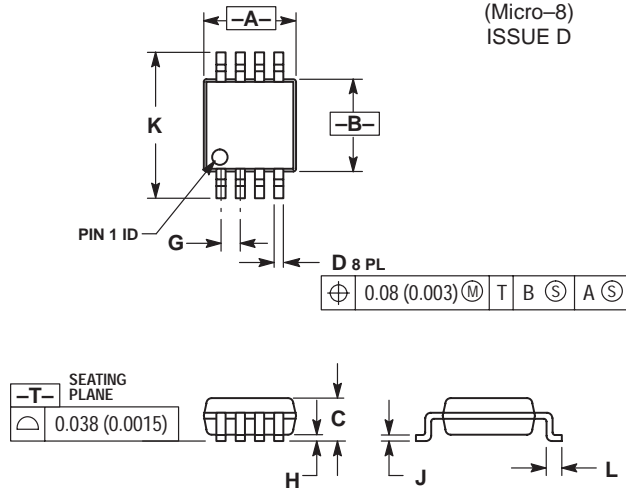 (Micro–8)
ISSUE D
–A–
K
–B–
PIN 1 ID
G
D 8 PL
⌖ 0.08 (0.003) Ⓜ T B Ⓢ A Ⓢ
–T– SEATING
PLANE
⌓ 0.038 (0.0015)
C
H
J
L